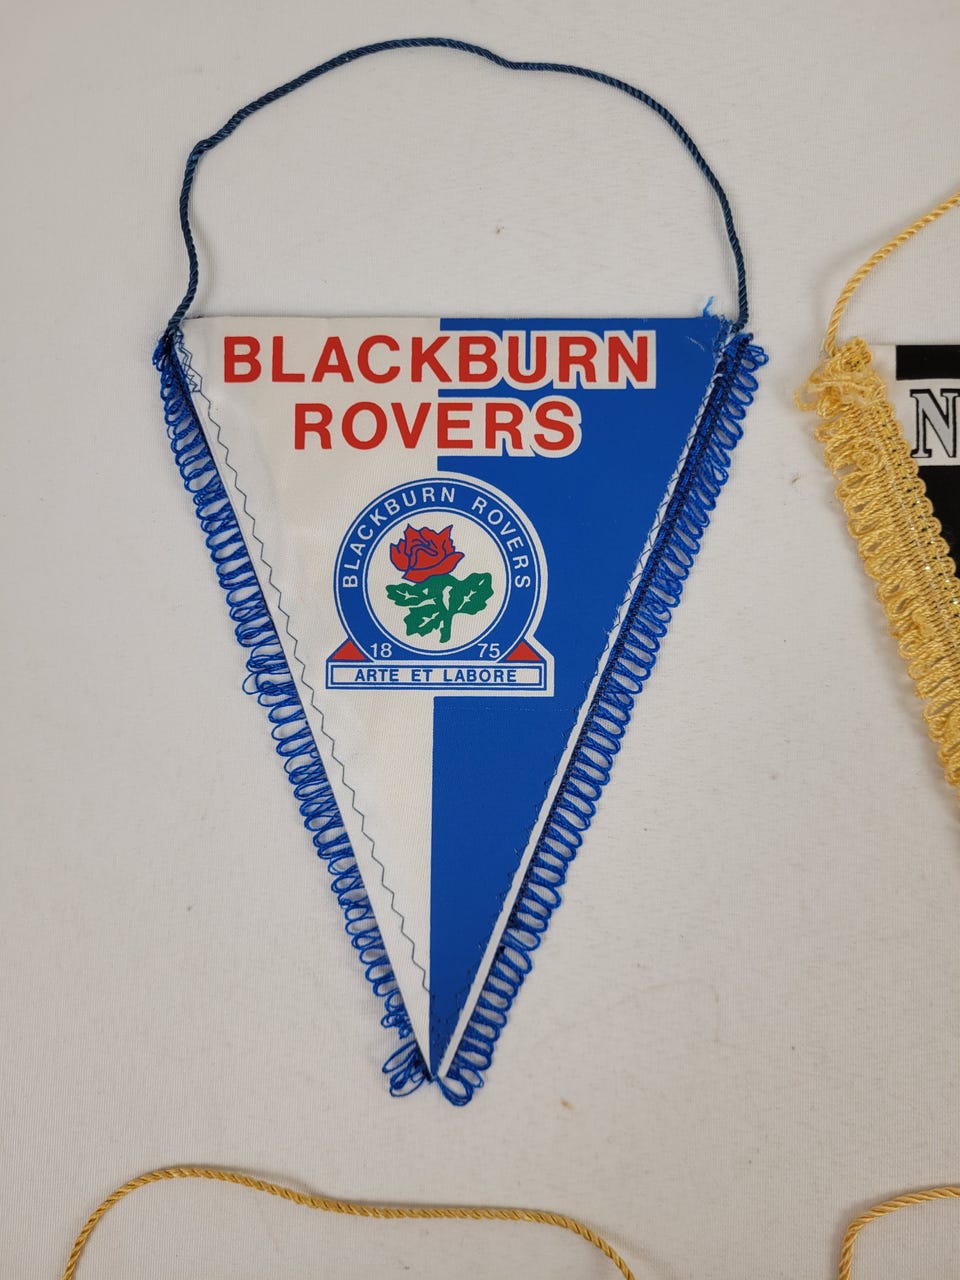 BLACKBURN
ROVERS
BLACKBURN ROVERS
18 75
ARTE ET LABORE
N